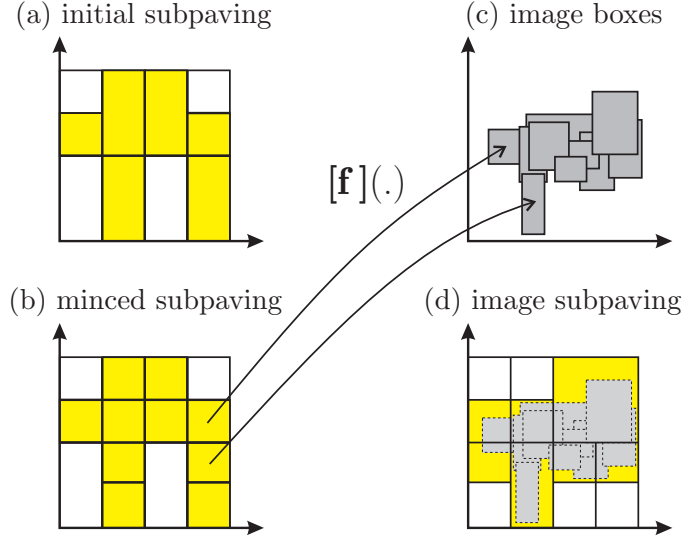 (a) initial subpaving
(c) image boxes
[f ](.)
(b) minced subpaving
(d) image subpaving